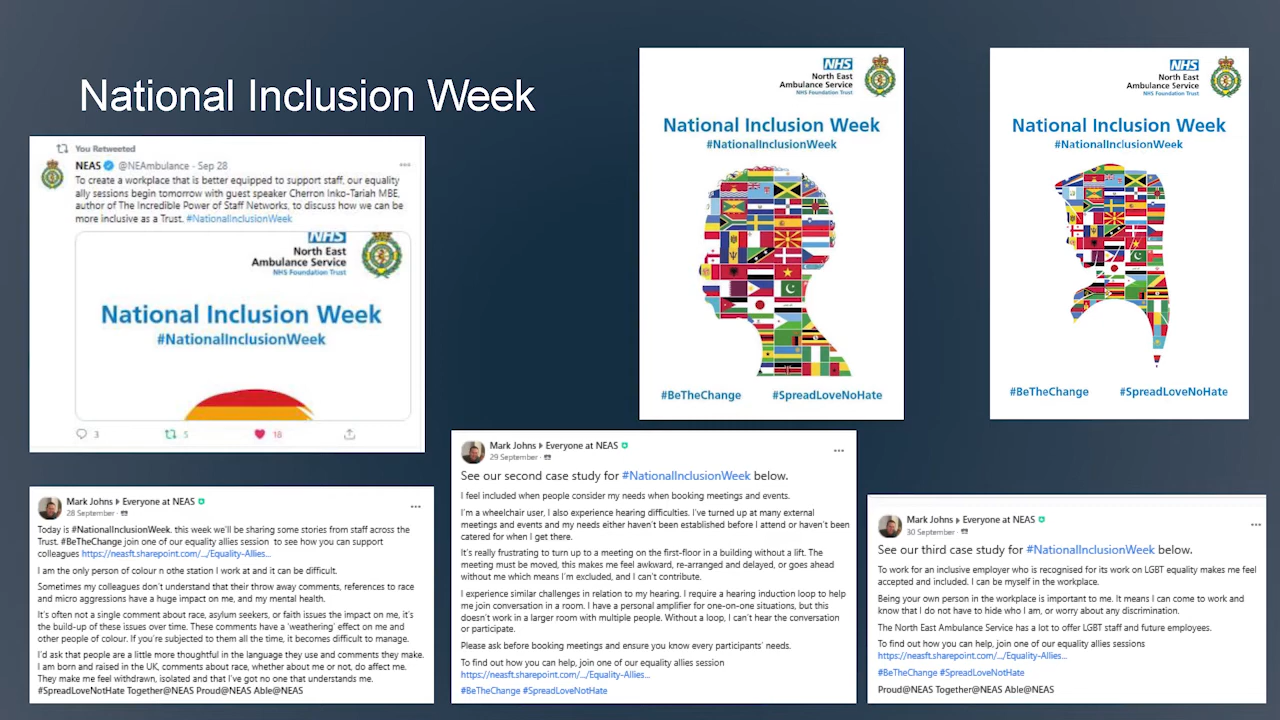 National Inclusion Week
You Retweeted
NEAS @NEAmbulance · Sep 28
To create a workplace that is better equipped to support staff, our equality
ally sessions begin tomorrow with guest speaker Cherron Inko-Tariah MBE,
author of The Incredible Power of Staff Networks, to discuss how we can be
more inclusive as a Trust. #NationalInclusionWeek
NHS
North East
Ambulance Service
NHS Foundation Trust
National Inclusion Week
#NationalInclusionWeek
3
5
18
NHS
North East
Ambulance Service
NHS Foundation Trust
National Inclusion Week
#NationalInclusionWeek
#BeTheChange #SpreadLoveNoHate
NHS
North East
Ambulance Service
NHS Foundation Trust
National Inclusion Week
#NationalInclusionWeek
#BeTheChange #SpreadLoveNoHate
Mark Johns Everyone at NEAS
28 September ·
Today is #NationalInclusionWeek. this week we'll be sharing some stories from staff across the
Trust. #BeTheChange join one of our equality allies session to see how you can support
colleagues https://neasft.sharepoint.com/.../Equality-Allies...
I am the only person of colour n othe station I work at and it can be difficult.
Sometimes my colleagues don't understand that their throw away comments, references to race
and micro aggressions have a huge impact on me, and my mental health.
It's often not a single comment about race, asylum seekers, or faith issues the impact on me, it's
the build-up of these issues over time. These comments have a 'weathering' effect on me and
other people of colour. If you're subjected to them all the time, it becomes difficult to manage.
I'd ask that people are a little more thoughtful in the language they use and comments they make.
I am born and raised in the UK, comments about race, whether about me or not, do affect me.
They make me feel withdrawn, isolated and that I've got no one that understands me.
#SpreadLoveNotHate Together@NEAS Proud@NEAS Able@NEAS
Mark Johns Everyone at NEAS
29 September ·
See our second case study for #NationalInclusionWeek below.
I feel included when people consider my needs when booking meetings and events.
I'm a wheelchair user, I also experience hearing difficulties. I've turned up at many external
meetings and events and my needs either haven't been established before I attend or haven't been
catered for when I get there.
It's really frustrating to turn up to a meeting on the first-floor in a building without a lift. The
meeting must be moved, this makes me feel awkward, re-arranged and delayed, or goes ahead
without me which means I'm excluded, and I can't contribute.
I experience similar challenges in relation to my hearing. I require a hearing induction loop to help
me join conversation in a room. I have a personal amplifier for one-on-one situations, but this
doesn't work in a larger room with multiple people. Without a loop, I can't hear the conversation
or participate.
Please ask before booking meetings and ensure you know every participants' needs.
To find out how you can help, join one of our equality ally session
https://neasft.sharepoint.com/.../Equality-Allies...
#BeTheChange #SpreadLoveNotHate
Mark Johns Everyone at NEAS
30 September ·
See our third case study for #NationalInclusionWeek below.
To work for an inclusive employer who is recognised for its work on LGBT equality makes me feel
accepted and included. I can be myself in the workplace.
Being your own person in the workplace is important to me. It means I can come to work and
know that I do not have to hide who I am, or worry about any discrimination.
The North East Ambulance Service has a lot to offer LGBT staff and future employees.
To find out how you can help, join one of our equality allies sessions
https://neasft.sharepoint.com/.../Equality-Allies...
#BeTheChange #SpreadLoveNotHate
Proud@NEAS Together@NEAS Able@NEAS